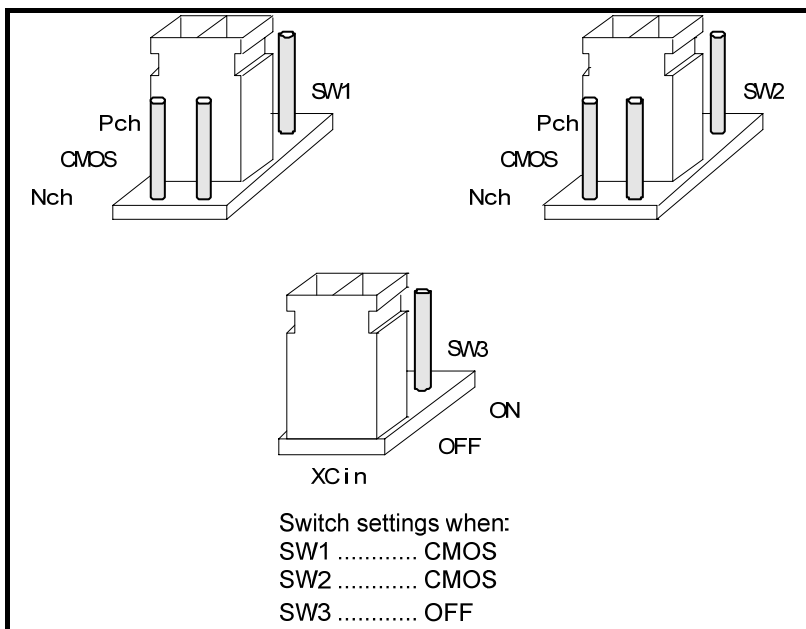 SW1
Pch
CMOS
Nch
SW2
Pch
CMOS
Nch
SW3
ON
OFF
XCin
Switch settings when:
SW1 ............ CMOS
SW2 ............ CMOS
SW3 ............ OFF